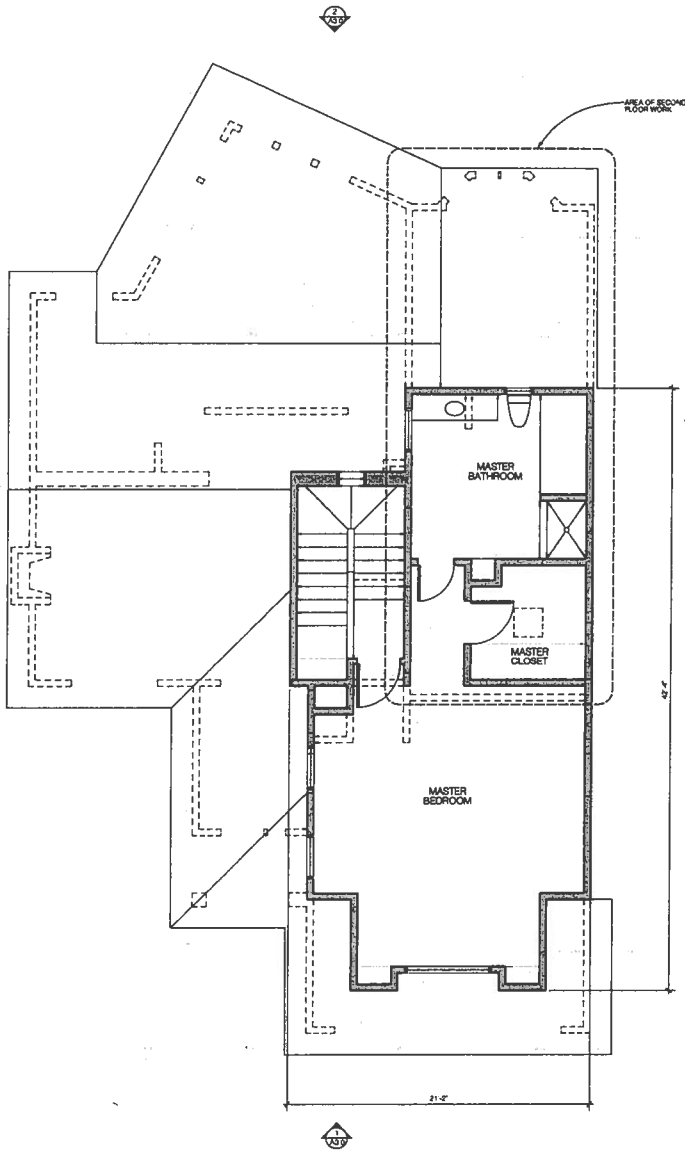 2
A3.0
AREA OF SECOND
FLOOR WORK
MASTER
BATHROOM
MASTER
CLOSET
42'-4"
MASTER
BEDROOM
21'-2"
1
A3.0